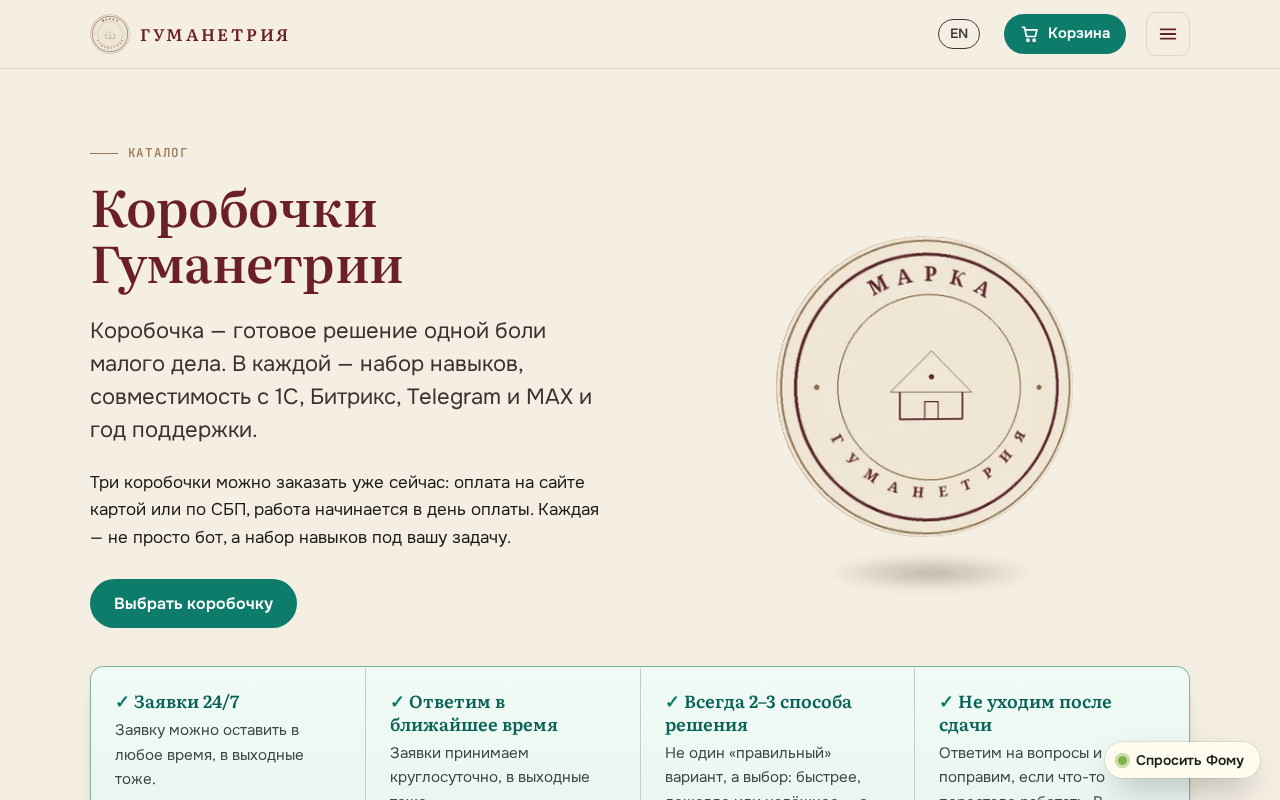 ГУМАНЕТРИЯ
EN
Корзина
КАТАЛОГ
Коробочки
Гуманетрии
Коробочка — готовое решение одной боли
малого дела. В каждой — набор навыков,
совместимость с 1С, Битрикс, Telegram и MAX и
год поддержки.
Три коробочки можно заказать уже сейчас: оплата на сайте
картой или по СБП, работа начинается в день оплаты. Каждая
— не просто бот, а набор навыков под вашу задачу.
Выбрать коробочку
МАРКА
ГУМАНЕТРИЯ
✓ Заявки 24/7
Заявку можно оставить в
любое время, в выходные
тоже.
✓ Ответим в
ближайшее время
Заявки принимаем
круглосуточно, в выходные
✓ Всегда 2–3 способа
решения
Не один «правильный»
вариант, а выбор: быстрее,
✓ Не уходим после
сдачи
Ответим на вопросы и
поправим, если что-то
Спросить Фому